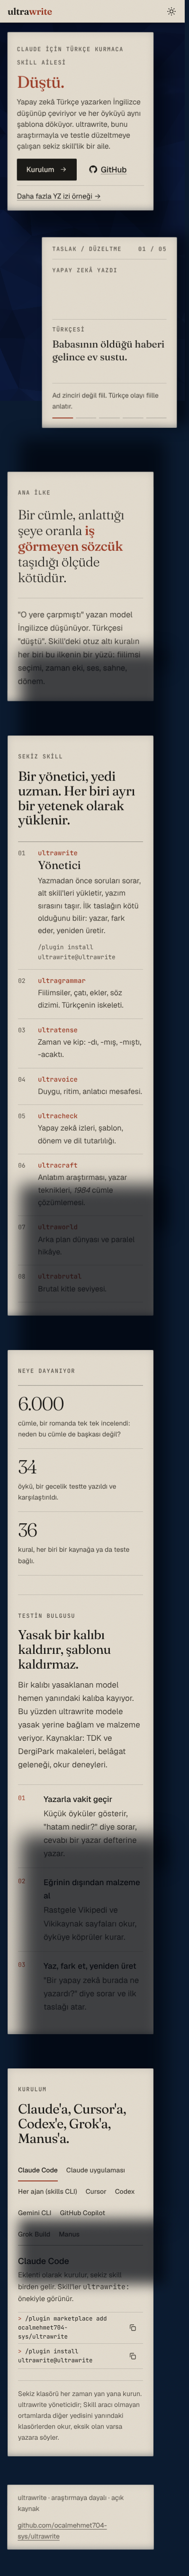 ultrawrite
CLAUDE İÇİN TÜRKÇE KURMACA
SKİLL AİLESİ
Düştü.
Yapay zekâ Türkçe yazarken İngilizce
düşünüp çeviriyor ve her öyküyü aynı
şablona döküyor. ultrawrite, bunu
araştırmayla ve testle düzeltmeye
çalışan sekiz skill'lik bir aile.
Kurulum →
GitHub
Daha fazla YZ izi örneği →
TASLAK / DÜZELTME 01 / 05
YAPAY ZEKÂ YAZDI
TÜRKÇESİ
Babasının öldüğü haberi
gelince ev sustu.
Ad zinciri değil fiil. Türkçe olayı fiille
anlatır.
ANA İLKE
Bir cümle, anlattığı
şeye oranla iş
görmeyen sözcük
taşıdığı ölçüde
kötüdür.
"O yere çarpmıştı" yazan model
İngilizce düşünüyor. Türkçesi
"düştü". Skill'deki otuz altı kuralın
her biri bu ilkenin bir yüzü: fiilimsi
seçimi, zaman eki, ses, sahne,
dönem.
SEKİZ SKILL
Bir yönetici, yedi
uzman. Her biri ayrı
bir yetenek olarak
yüklenir.
01 ultrawrite
Yönetici
Yazmadan önce soruları sorar,
alt skill'leri yükletir, yazım
sırasını taşır. İlk taslağın kötü
olduğunu bilir: yazar, fark
eder, yeniden üretir.
/plugin install
ultrawrite@ultrawrite
02 ultragrammar
Fiilimsiler, çatı, ekler, söz
dizimi. Türkçenin iskeleti.
03 ultratense
Zaman ve kip: -dı, -mış, -mıştı,
-acaktı.
04 ultravoice
Duygu, ritim, anlatıcı mesafesi.
05 ultracheck
Yapay zekâ izleri, şablon,
dönem ve dil tutarlılığı.
06 ultracraft
Anlatım araştırması, yazar
teknikleri, 1984 cümle
çözümlemesi.
07 ultraworld
Arka plan dünyası ve paralel
hikâye.
08 ultrabrutal
Brutal kitle seviyesi.
NEYE DAYANIYOR
6.000
cümle, bir romanda tek tek incelendi:
neden bu cümle de başkası değil?
34
öykü, bir gecelik testte yazıldı ve
karşılaştırıldı.
36
kural, her biri bir kaynağa ya da teste
bağlı.
TESTİN BULGUSU
Yasak bir kalıbı
kaldırır, şablonu
kaldırmaz.
Bir kalıbı yasaklanan model
hemen yanındaki kalıba kayıyor.
Bu yüzden ultrawrite modele
yasak yerine bağlam ve malzeme
veriyor. Kaynaklar: TDK ve
DergiPark makaleleri, belâgat
geleneği, okur deneyleri.
01 Yazarla vakit geçir
Küçük öyküler gösterir,
"hatam nedir?" diye sorar,
cevabı bir yazar defterine
yazar.
02 Eğrinin dışından malzeme
al
Rastgele Vikipedi ve
Vikikaynak sayfaları okur,
öyküye köprüler kurar.
03 Yaz, fark et, yeniden üret
"Bir yapay zekâ burada ne
yazardı?" diye sorar ve ilk
taslağı atar.
KURULUM
Claude'a, Cursor'a,
Codex'e, Grok'a,
Manus'a.
Claude Code Claude uygulaması
Her ajan (skills CLI) Cursor Codex
Gemini CLI GitHub Copilot
Grok Build Manus
Claude Code
Eklenti olarak kurulur, sekiz skill
birden gelir. Skill'ler ultrawrite:
önekiyle görünür.
> /plugin marketplace add
ocalmehmet704-
sys/ultrawrite
> /plugin install
ultrawrite@ultrawrite
Sekiz klasörü her zaman yan yana kurun.
ultrawrite yöneticidir; Skill aracı olmayan
ortamlarda diğer yedisini yanındaki
klasörlerden okur, eksik olan varsa
yazara söyler.
ultrawrite · araştırmaya dayalı · açık
kaynak
github.com/ocalmehmet704-
sys/ultrawrite